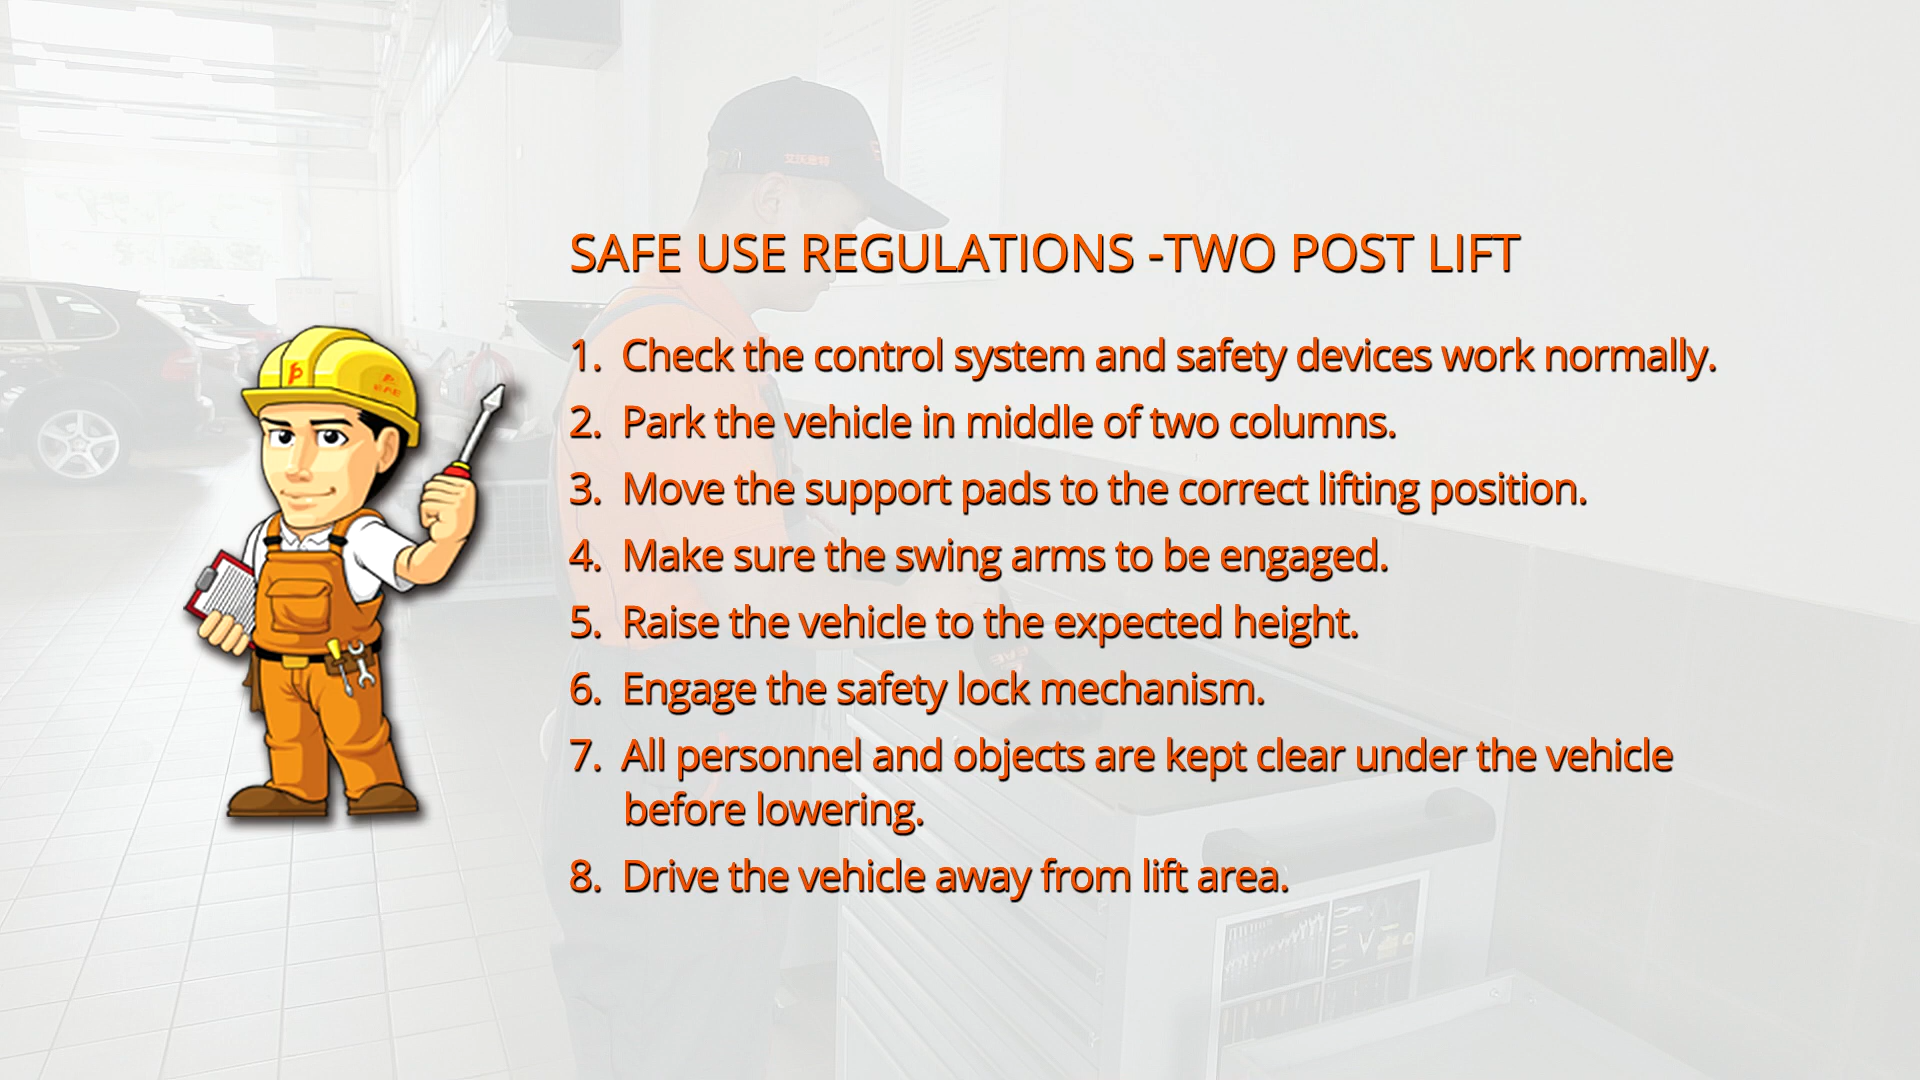 艾沃意特
SAFE USE REGULATIONS -TWO POST LIFT
1. Check the control system and safety devices work normally.
2. Park the vehicle in middle of two columns.
3. Move the support pads to the correct lifting position.
4. Make sure the swing arms to be engaged.
5. Raise the vehicle to the expected height.
6. Engage the safety lock mechanism.
7. All personnel and objects are kept clear under the vehicle
before lowering.
8. Drive the vehicle away from lift area.